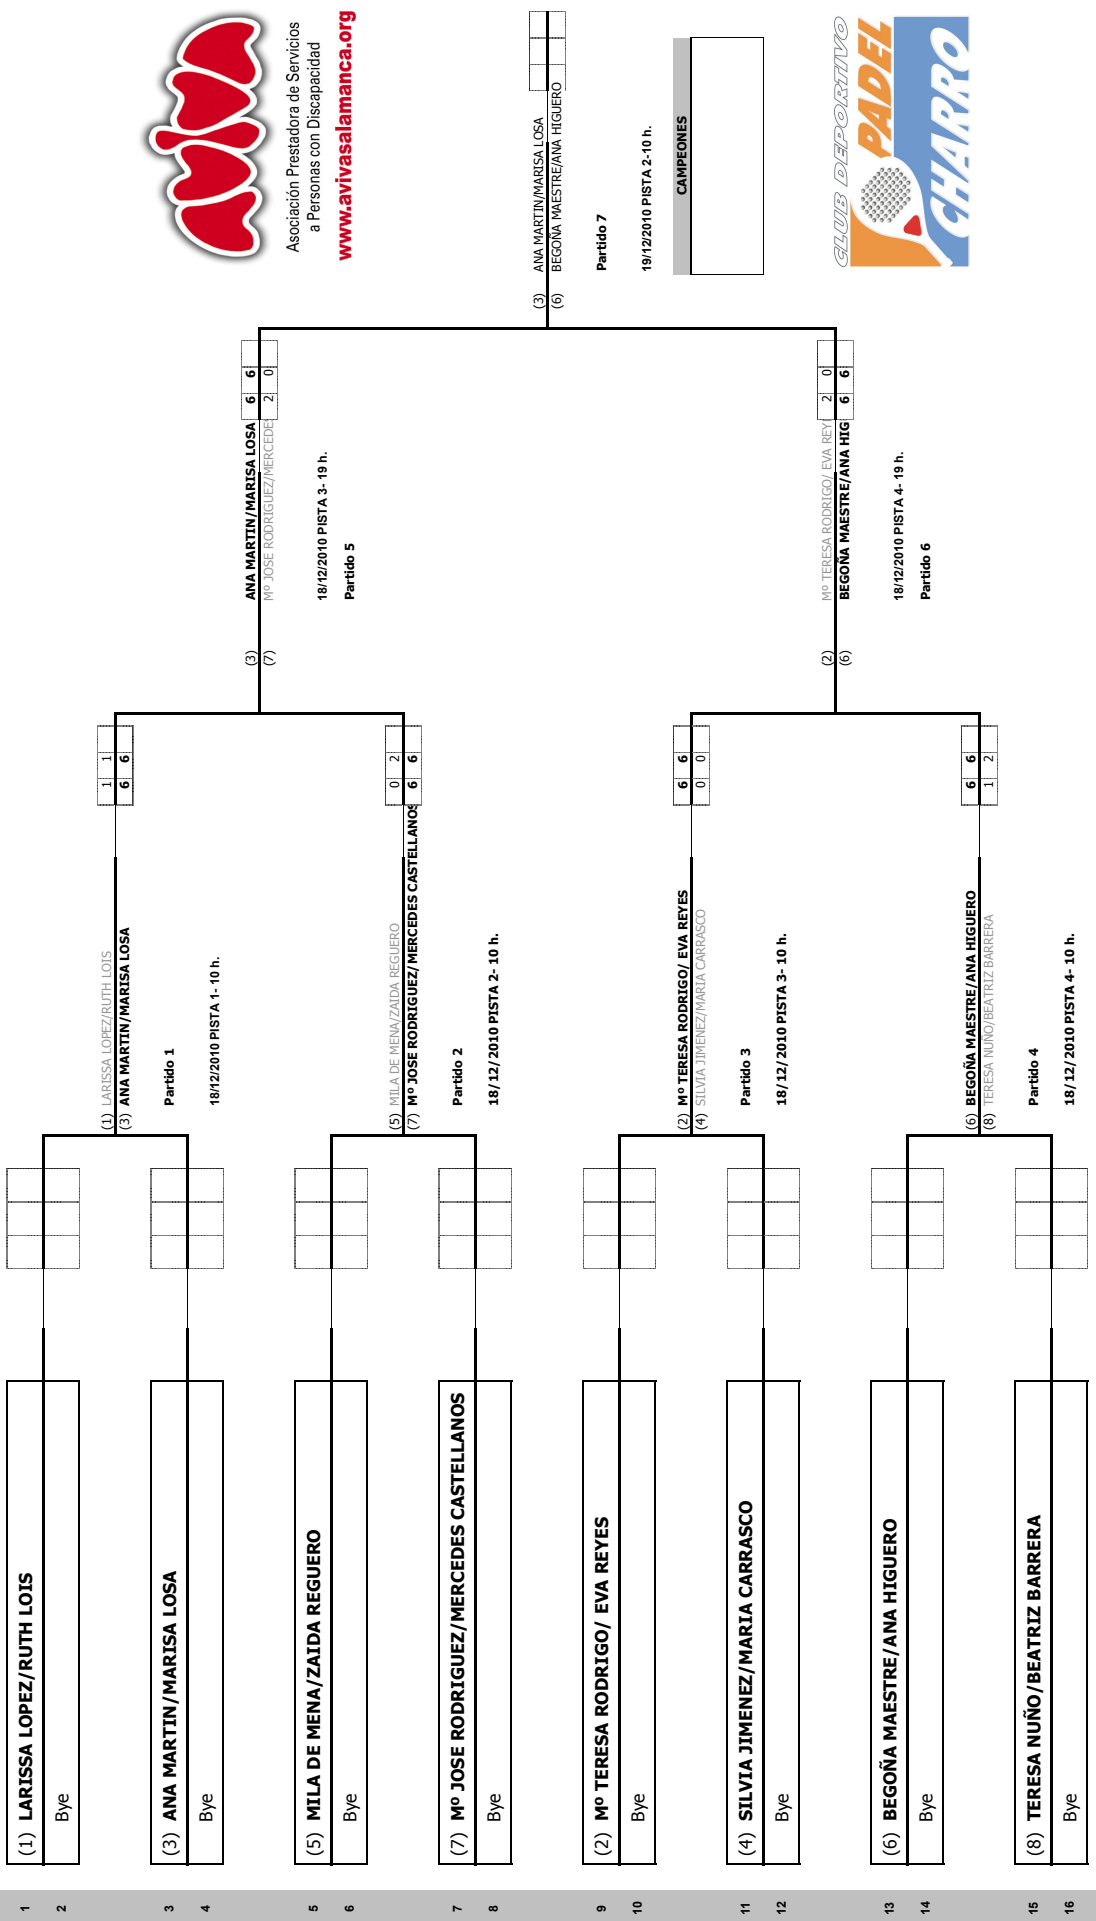 1
(1) LARISSA LOPEZ/RUTH LOIS
2
Bye
3
(3) ANA MARTIN/MARISA LOSA
4
Bye
5
(5) MILA DE MENA/ZAIDA REGUERO
6
Bye
7
(7) Mº JOSE RODRIGUEZ/MERCEDES CASTELLANOS
8
Bye
9
(2) Mº TERESA RODRIGO/ EVA REYES
10
Bye
11
(4) SILVIA JIMENEZ/MARIA CARRASCO
12
Bye
13
(6) BEGOÑA MAESTRE/ANA HIGUERO
14
Bye
15
(8) TERESA NUÑO/BEATRIZ BARRERA
16
Bye
(1) LARISSA LOPEZ/RUTH LOIS 1 1
(3) ANA MARTIN/MARISA LOSA 6 6
Partido 1
18/12/2010 PISTA 1- 10 h.
(5) MILA DE MENA/ZAIDA REGUERO 0 2
(7) Mº JOSE RODRIGUEZ/MERCEDES CASTELLANOS 6 6
Partido 2
18/12/2010 PISTA 2- 10 h.
(2) Mº TERESA RODRIGO/ EVA REYES 6 6
(4) SILVIA JIMENEZ/MARIA CARRASCO 0 0
Partido 3
18/12/2010 PISTA 3- 10 h.
(6) BEGOÑA MAESTRE/ANA HIGUERO 6 6
(8) TERESA NUÑO/BEATRIZ BARRERA 1 2
Partido 4
18/12/2010 PISTA 4- 10 h.
(3) ANA MARTIN/MARISA LOSA 6 6
(7) Mº JOSE RODRIGUEZ/MERCEDES 2 0
18/12/2010 PISTA 3- 19 h.
Partido 5
(2) Mº TERESA RODRIGO/ EVA REY 2 0
(6) BEGOÑA MAESTRE/ANA HIG 6 6
18/12/2010 PISTA 4- 19 h.
Partido 6
(3) ANA MARTIN/MARISA LOSA
(6) BEGOÑA MAESTRE/ANA HIGUERO
Partido 7
19/12/2010 PISTA 2-10 h.
CAMPEONES
AVIVA
Asociación Prestadora de Servicios
a Personas con Discapacidad
www.avivasalamanca.org
CLUB DEPORTIVO
PADEL
CHARRO